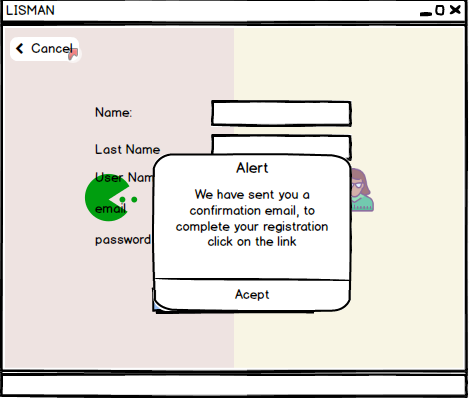 LISMAN
Cancel
Name:
Last Name
Alert
User Nam
We have sent you a
confirmation email, to
email
complete your registration
click on the link
password
Acept